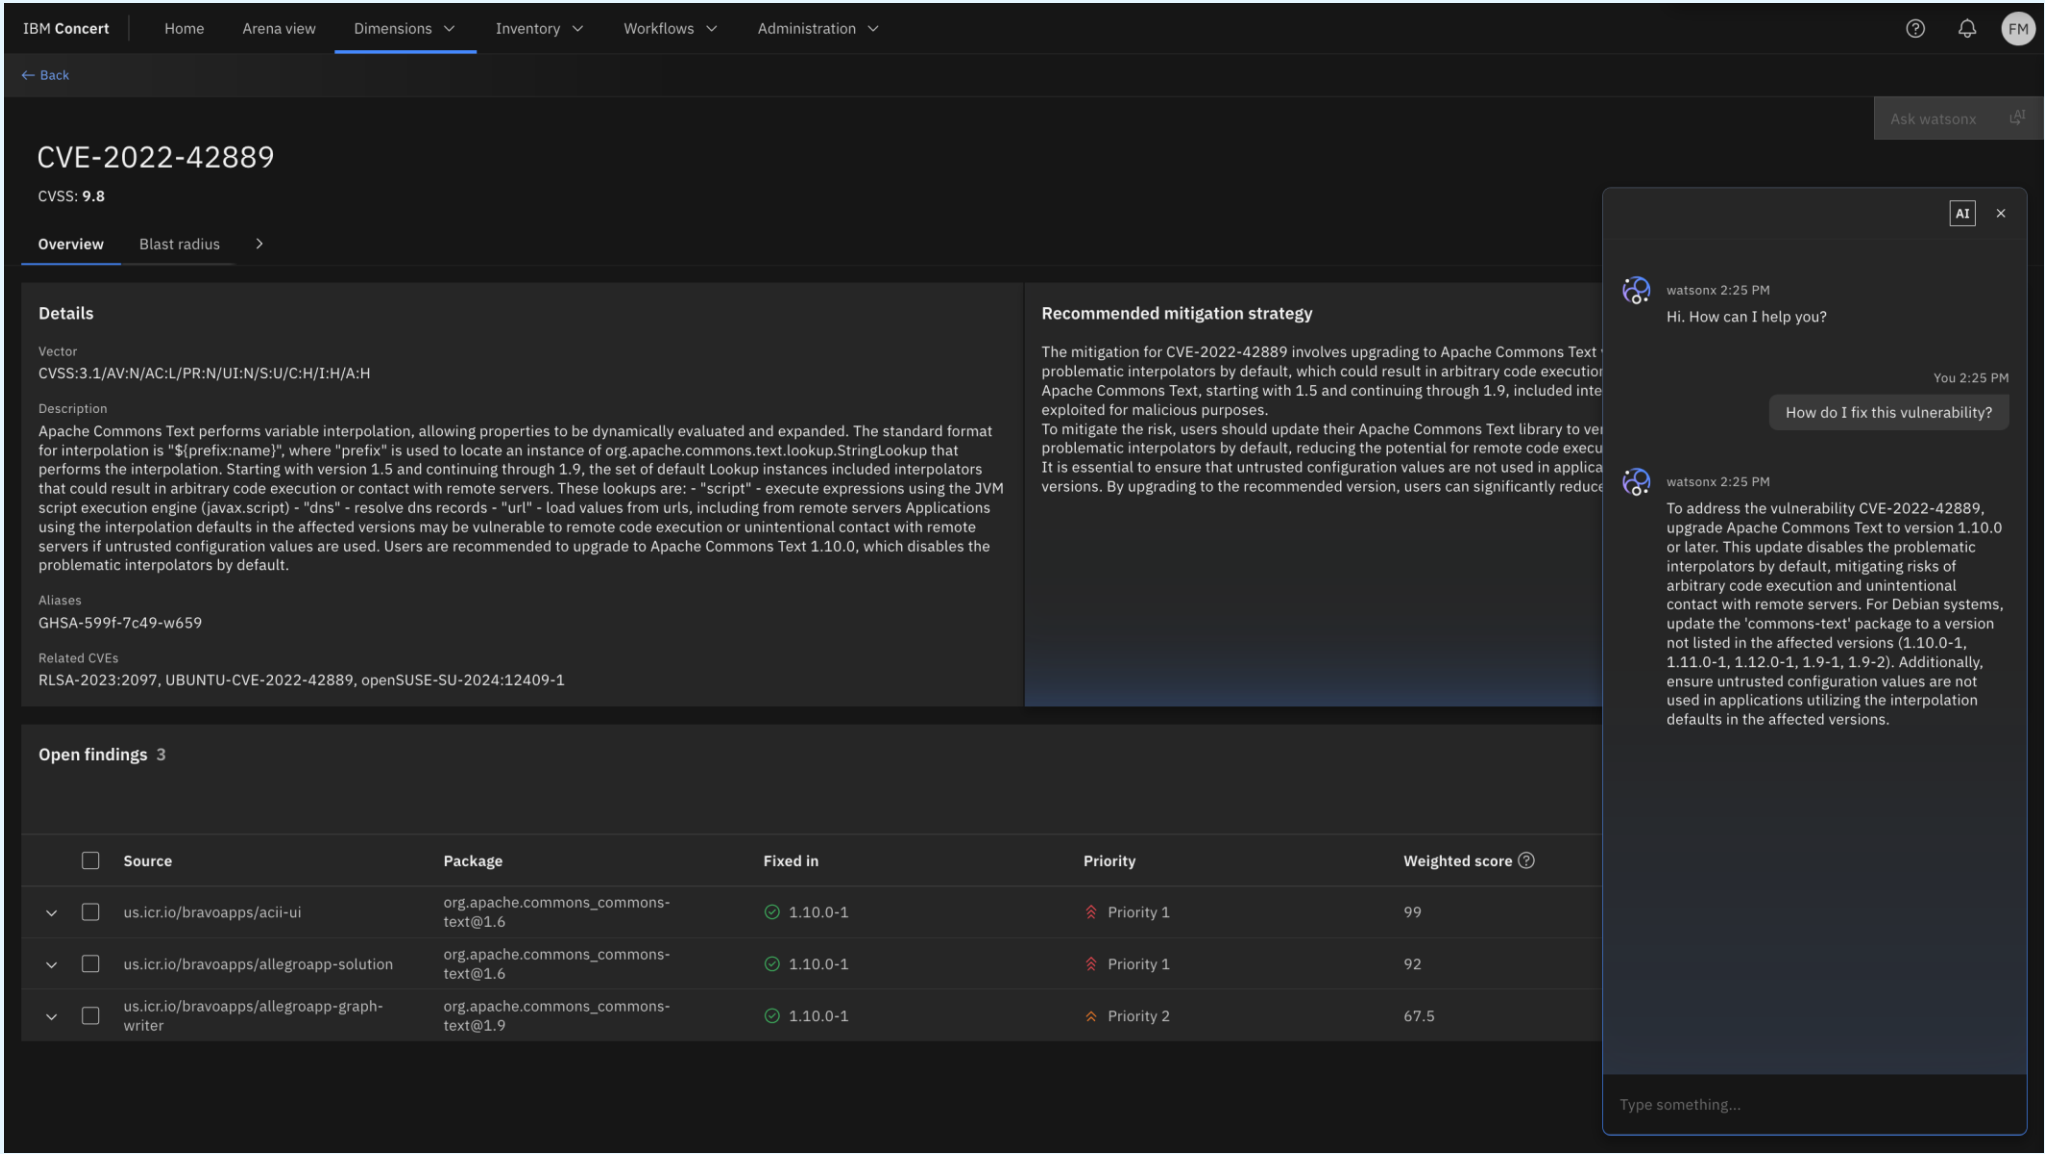 IBM Concert
Home
Arena view
Dimensions
Inventory
Workflows
Administration
FM
← Back
Ask watsonx
AI
CVE-2022-42889
CVSS: 9.8
Overview
Blast radius
Details
Vector
CVSS:3.1/AV:N/AC:L/PR:N/UI:N/S:U/C:H/I:H/A:H
Description
Apache Commons Text performs variable interpolation, allowing properties to be dynamically evaluated and expanded. The standard format
for interpolation is "${prefix:name}", where "prefix" is used to locate an instance of org.apache.commons.text.lookup.StringLookup that
performs the interpolation. Starting with version 1.5 and continuing through 1.9, the set of default Lookup instances included interpolators
that could result in arbitrary code execution or contact with remote servers. These lookups are: - "script" - execute expressions using the JVM
script execution engine (javax.script) - "dns" - resolve dns records - "url" - load values from urls, including from remote servers Applications
using the interpolation defaults in the affected versions may be vulnerable to remote code execution or unintentional contact with remote
servers if untrusted configuration values are used. Users are recommended to upgrade to Apache Commons Text 1.10.0, which disables the
problematic interpolators by default.
Aliases
GHSA-599f-7c49-w659
Related CVEs
RLSA-2023:2097, UBUNTU-CVE-2022-42889, openSUSE-SU-2024:12409-1
Recommended mitigation strategy
The mitigation for CVE-2022-42889 involves upgrading to Apache Commons Text
problematic interpolators by default, which could result in arbitrary code execution
Apache Commons Text, starting with 1.5 and continuing through 1.9, included inte
exploited for malicious purposes.
To mitigate the risk, users should update their Apache Commons Text library to ver
problematic interpolators by default, reducing the potential for remote code execu
It is essential to ensure that untrusted configuration values are not used in applica
versions. By upgrading to the recommended version, users can significantly reduce
Open findings 3
Source Package Fixed in Priority Weighted score
us.icr.io/bravoapps/acii-ui org.apache.commons_commons-text@1.6 1.10.0-1 Priority 1 99
us.icr.io/bravoapps/allegroapp-solution org.apache.commons_commons-text@1.6 1.10.0-1 Priority 1 92
us.icr.io/bravoapps/allegroapp-graph-writer org.apache.commons_commons-text@1.9 1.10.0-1 Priority 2 67.5
AI
watsonx 2:25 PM
Hi. How can I help you?
You 2:25 PM
How do I fix this vulnerability?
watsonx 2:25 PM
To address the vulnerability CVE-2022-42889,
upgrade Apache Commons Text to version 1.10.0
or later. This update disables the problematic
interpolators by default, mitigating risks of
arbitrary code execution and unintentional
contact with remote servers. For Debian systems,
update the 'commons-text' package to a version
not listed in the affected versions (1.10.0-1,
1.11.0-1, 1.12.0-1, 1.9-1, 1.9-2). Additionally,
ensure untrusted configuration values are not
used in applications utilizing the interpolation
defaults in the affected versions.
Type something...